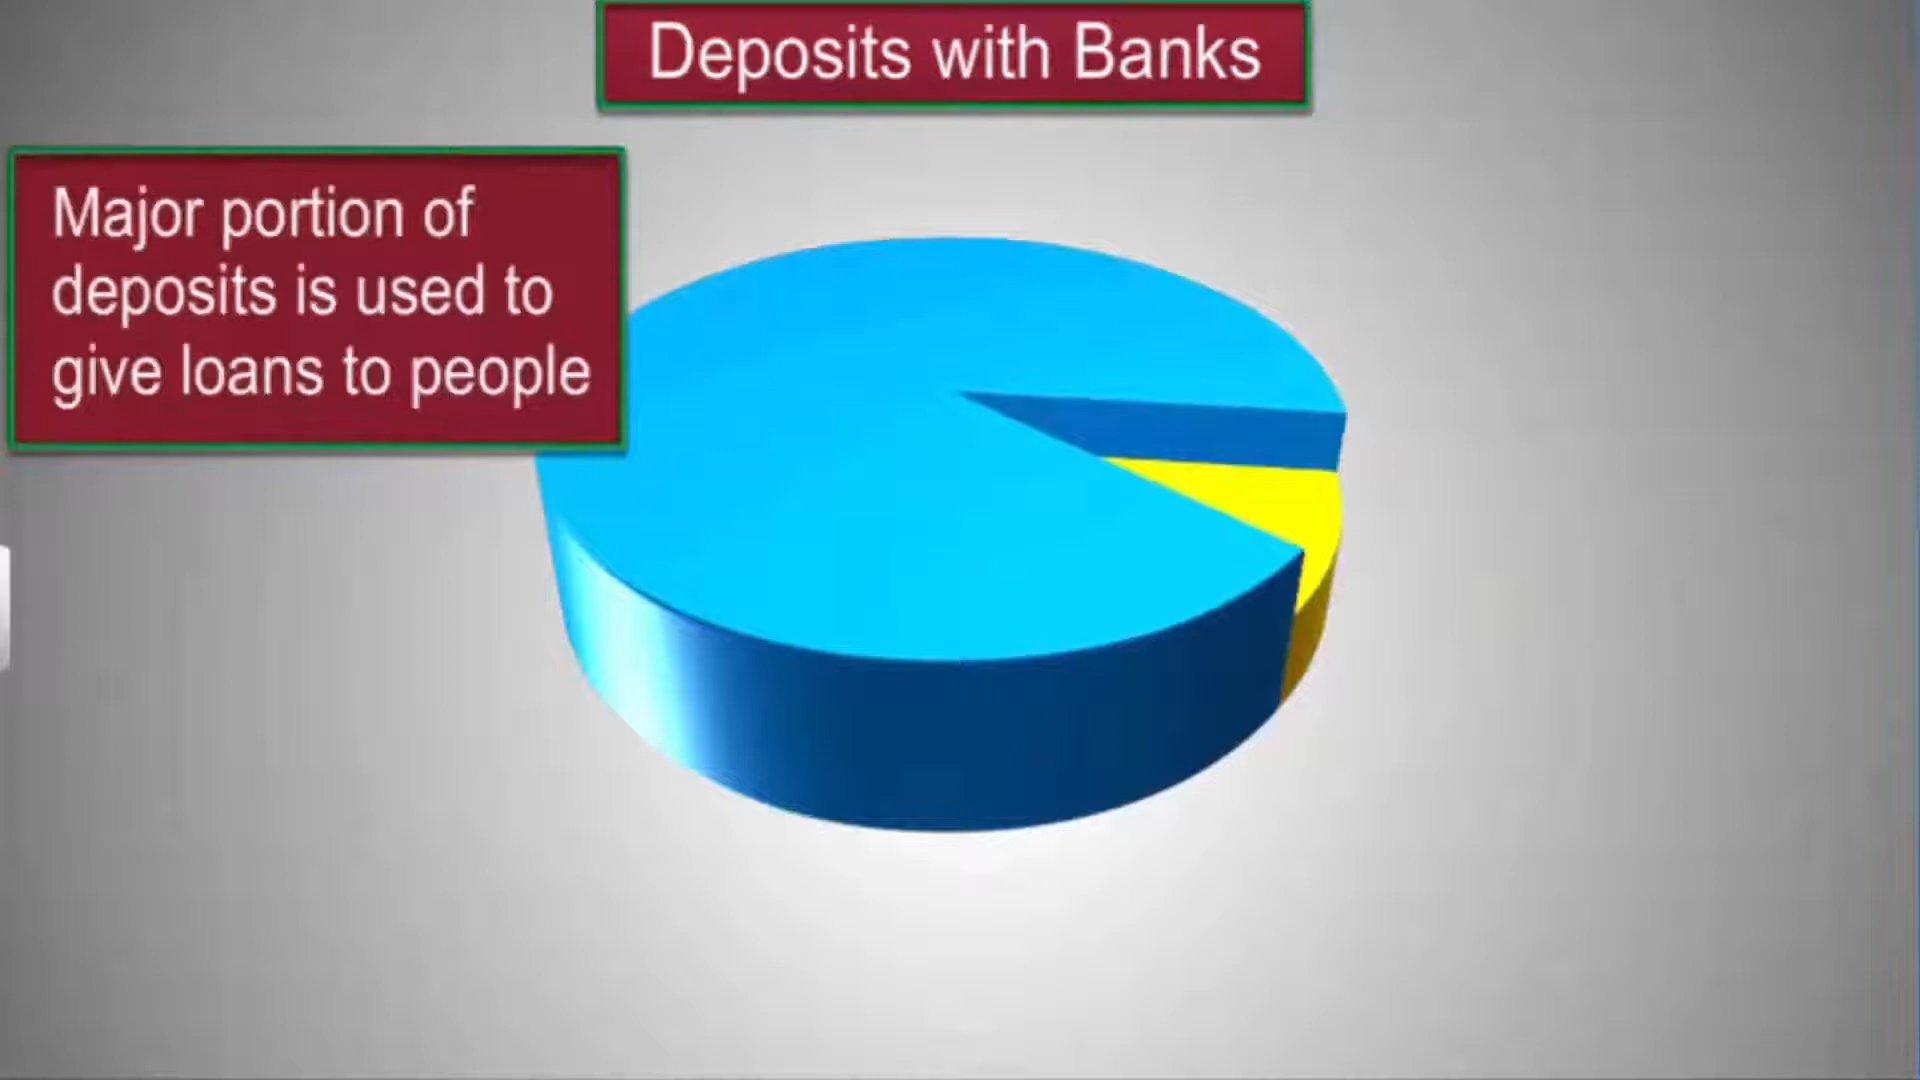 Deposits with Banks
Major portion of
deposits is used to
give loans to people